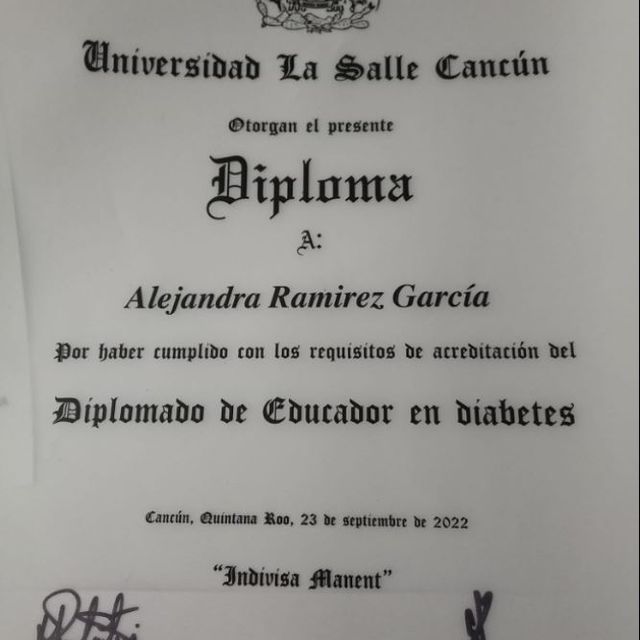 Universidad La Salle Cancún
Otorgan el presente
Diploma
A:
Alejandra Ramirez García
Por haber cumplido con los requisitos de acreditación del
Diplomado de Educador en diabetes
Cancún, Quintana Roo, 23 de septiembre de 2022
"Indivisa Manent"